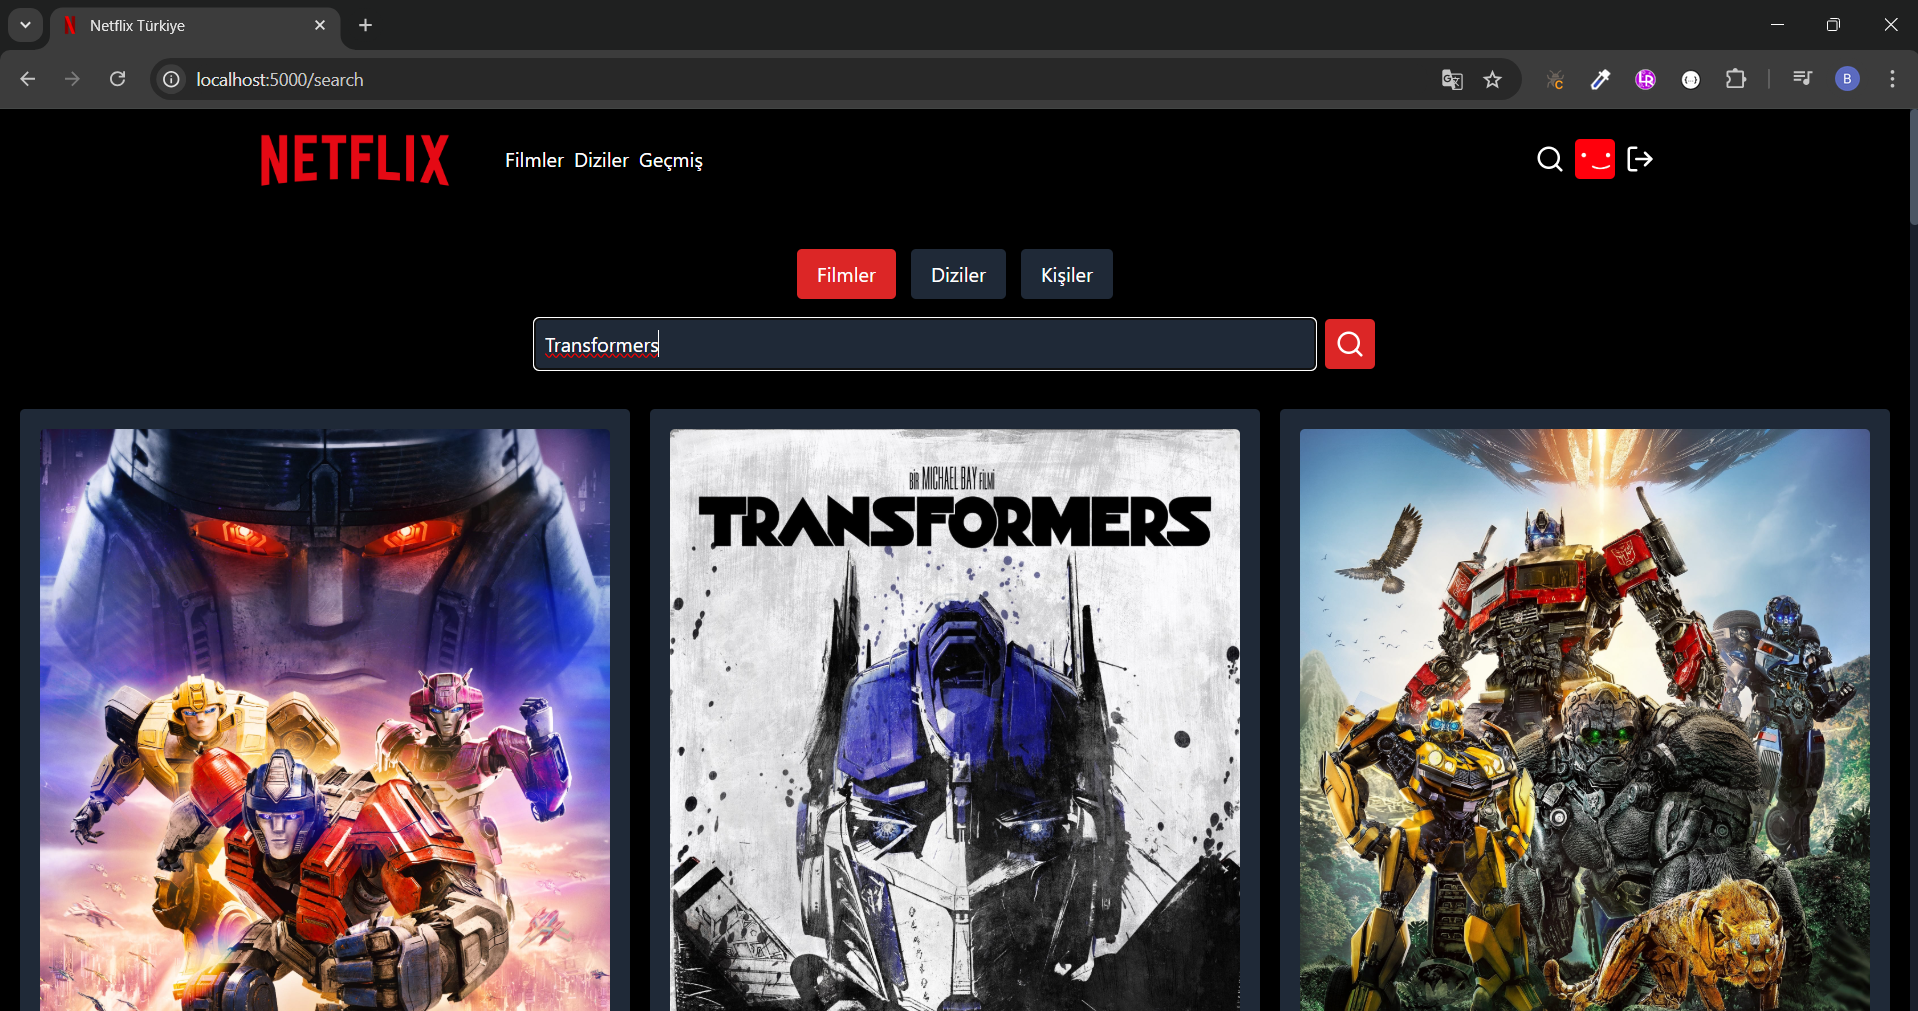 Netflix Türkiye
localhost:5000/search
B
NETFLIX
Filmler Diziler Geçmiş
Filmler Diziler Kişiler
Transformers
BİR MICHAEL BAY FİLMİ
TRANSFORMERS